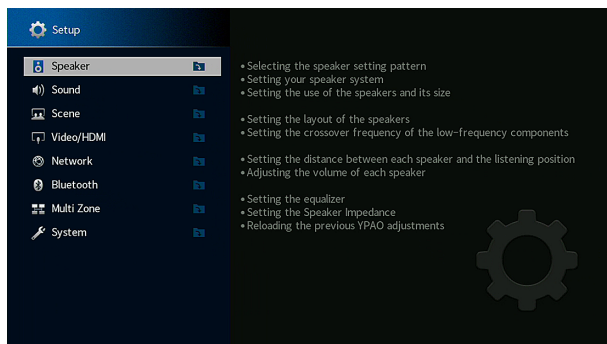 Setup
Speaker
Sound
Scene
Video/HDMI
Network
Bluetooth
Multi Zone
System
•Selecting the speaker setting pattern
•Setting your speaker system
•Setting the use of the speakers and its size
•Setting the layout of the speakers
•Setting the crossover frequency of the low-frequency components
•Setting the distance between each speaker and the listening position
•Adjusting the volume of each speaker
•Setting the equalizer
•Setting the Speaker Impedance
•Reloading the previous YPAO adjustments